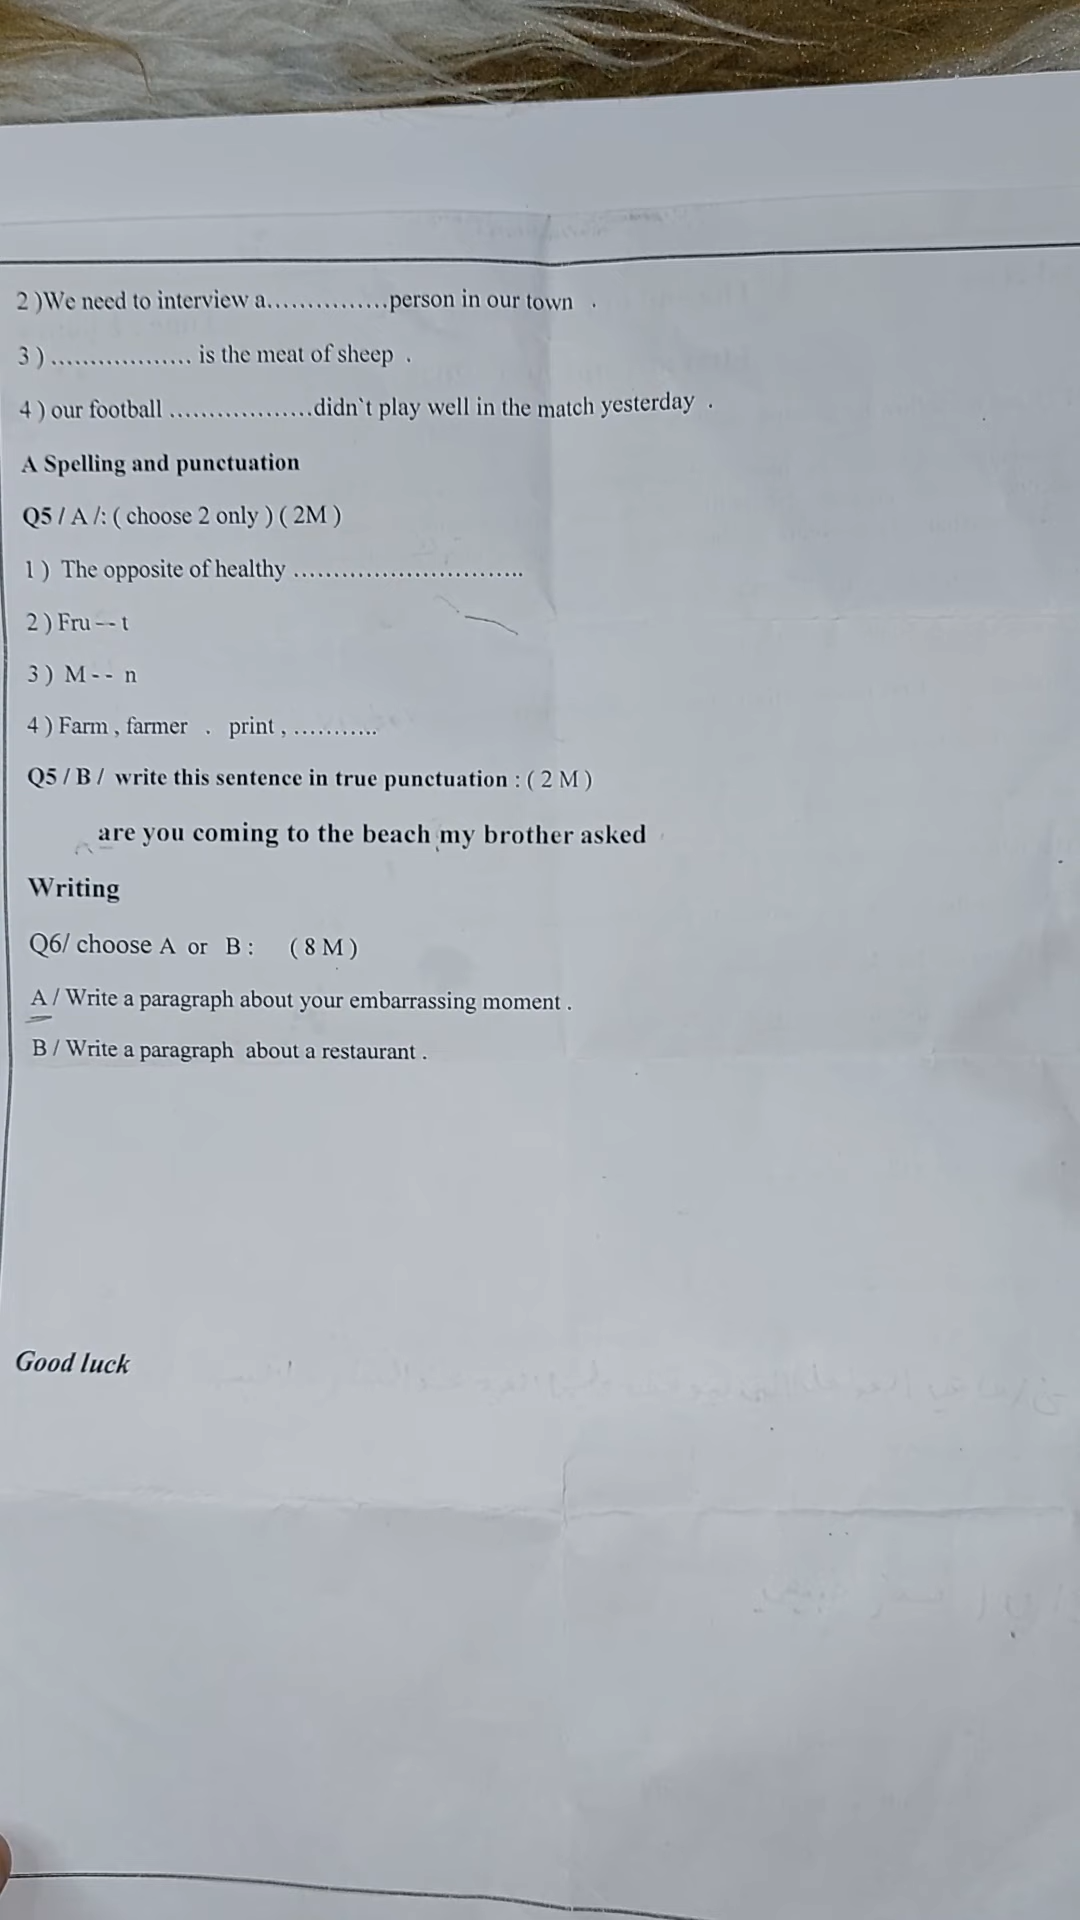 2 )We need to interview a...............person in our town .
3 ).................. is the meat of sheep .
4 ) our football ..................didn`t play well in the match yesterday .
A Spelling and punctuation
Q5 / A /: ( choose 2 only ) ( 2M )
1 ) The opposite of healthy .............................
2 ) Fru -- t
3 ) M - - n
4 ) Farm , farmer . print , ...........
Q5 / B / write this sentence in true punctuation : ( 2 M )
are you coming to the beach my brother asked
Writing
Q6/ choose A or B : ( 8 M )
A / Write a paragraph about your embarrassing moment .
B / Write a paragraph about a restaurant .
Good luck